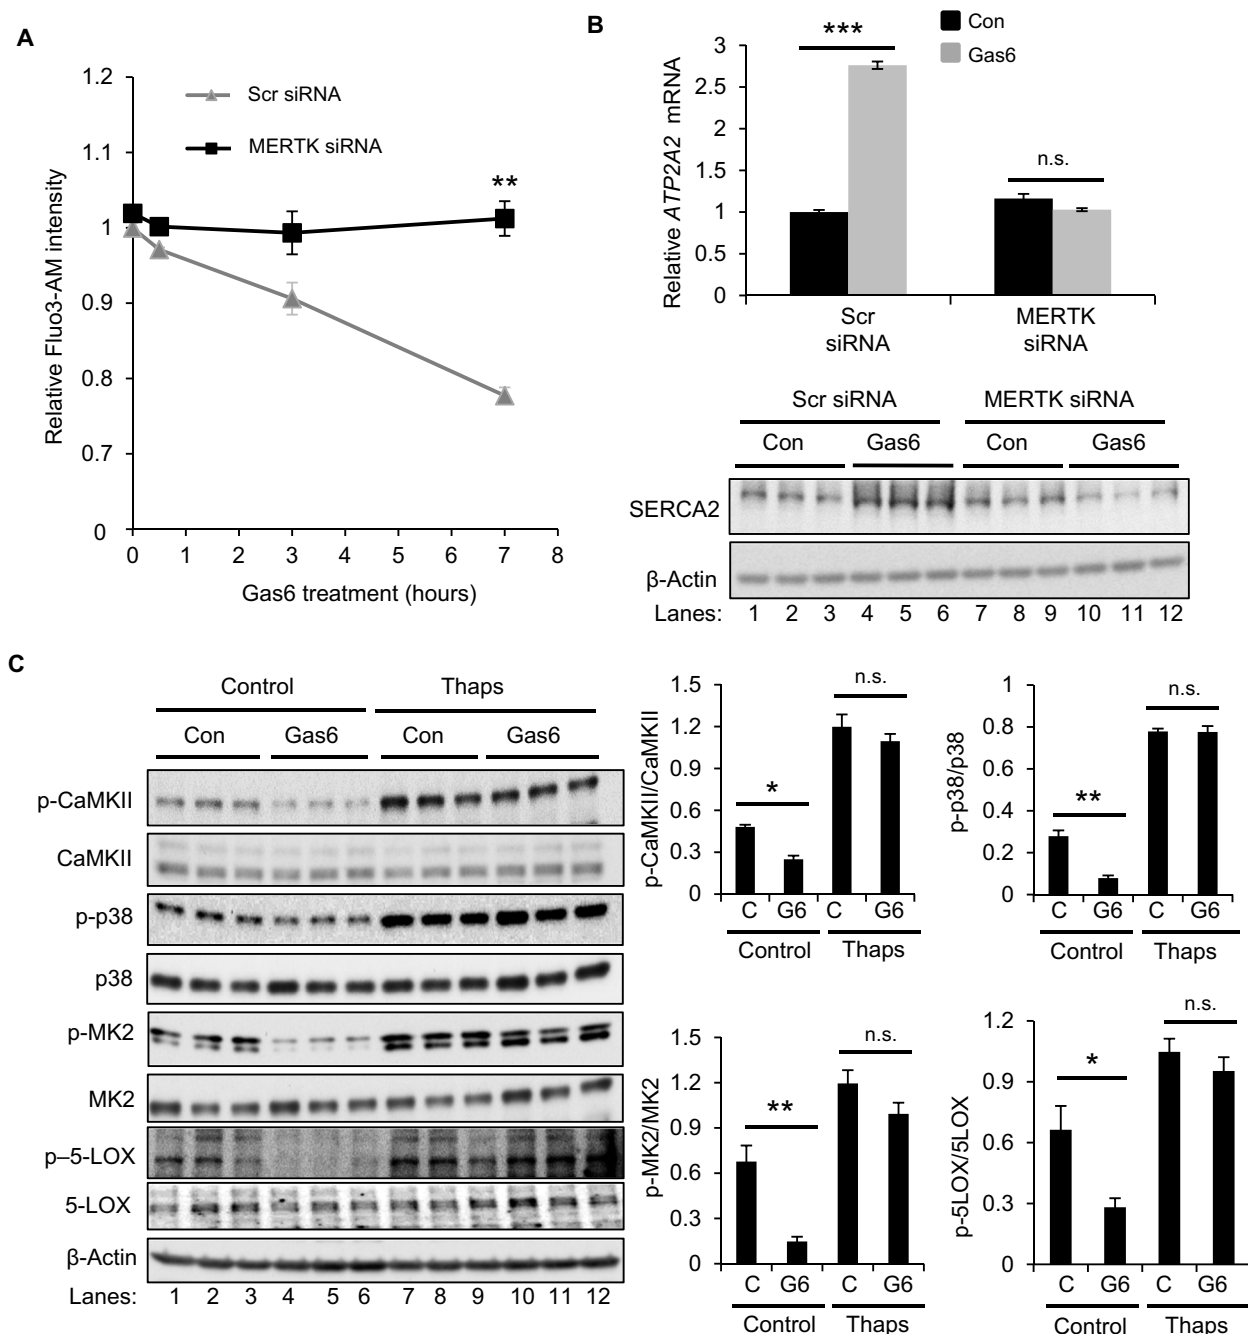 A
1.2
1.1
1
0.9
0.8
0.7
0
Relative Fluo3-AM intensity
Scr siRNA
MERTK siRNA
**
0 1 2 3 4 5 6 7 8
Gas6 treatment (hours)
B
Con
Gas6
3
2.5
2
1.5
1
0.5
0
Relative ATP2A2 mRNA
***
n.s.
Scr siRNA
MERTK siRNA
Scr siRNA MERTK siRNA
Con Gas6 Con Gas6
SERCA2
β-Actin
Lanes: 1 2 3 4 5 6 7 8 9 10 11 12
C
Control Thaps
Con Gas6 Con Gas6
p-CaMKII
CaMKII
p-p38
p38
p-MK2
MK2
p–5-LOX
5-LOX
β-Actin
Lanes: 1 2 3 4 5 6 7 8 9 10 11 12
p-CaMKII/CaMKII
1.5
1.2
0.9
0.6
0.3
0
*
n.s.
C G6 C G6
Control Thaps
p-p38/p38
1
0.8
0.6
0.4
0.2
0
**
n.s.
C G6 C G6
Control Thaps
p-MK2/MK2
1.5
1.2
0.9
0.6
0.3
0
**
n.s.
C G6 C G6
Control Thaps
p-5LOX/5LOX
1.2
0.9
0.6
0.3
0
*
n.s.
C G6 C G6
Control Thaps